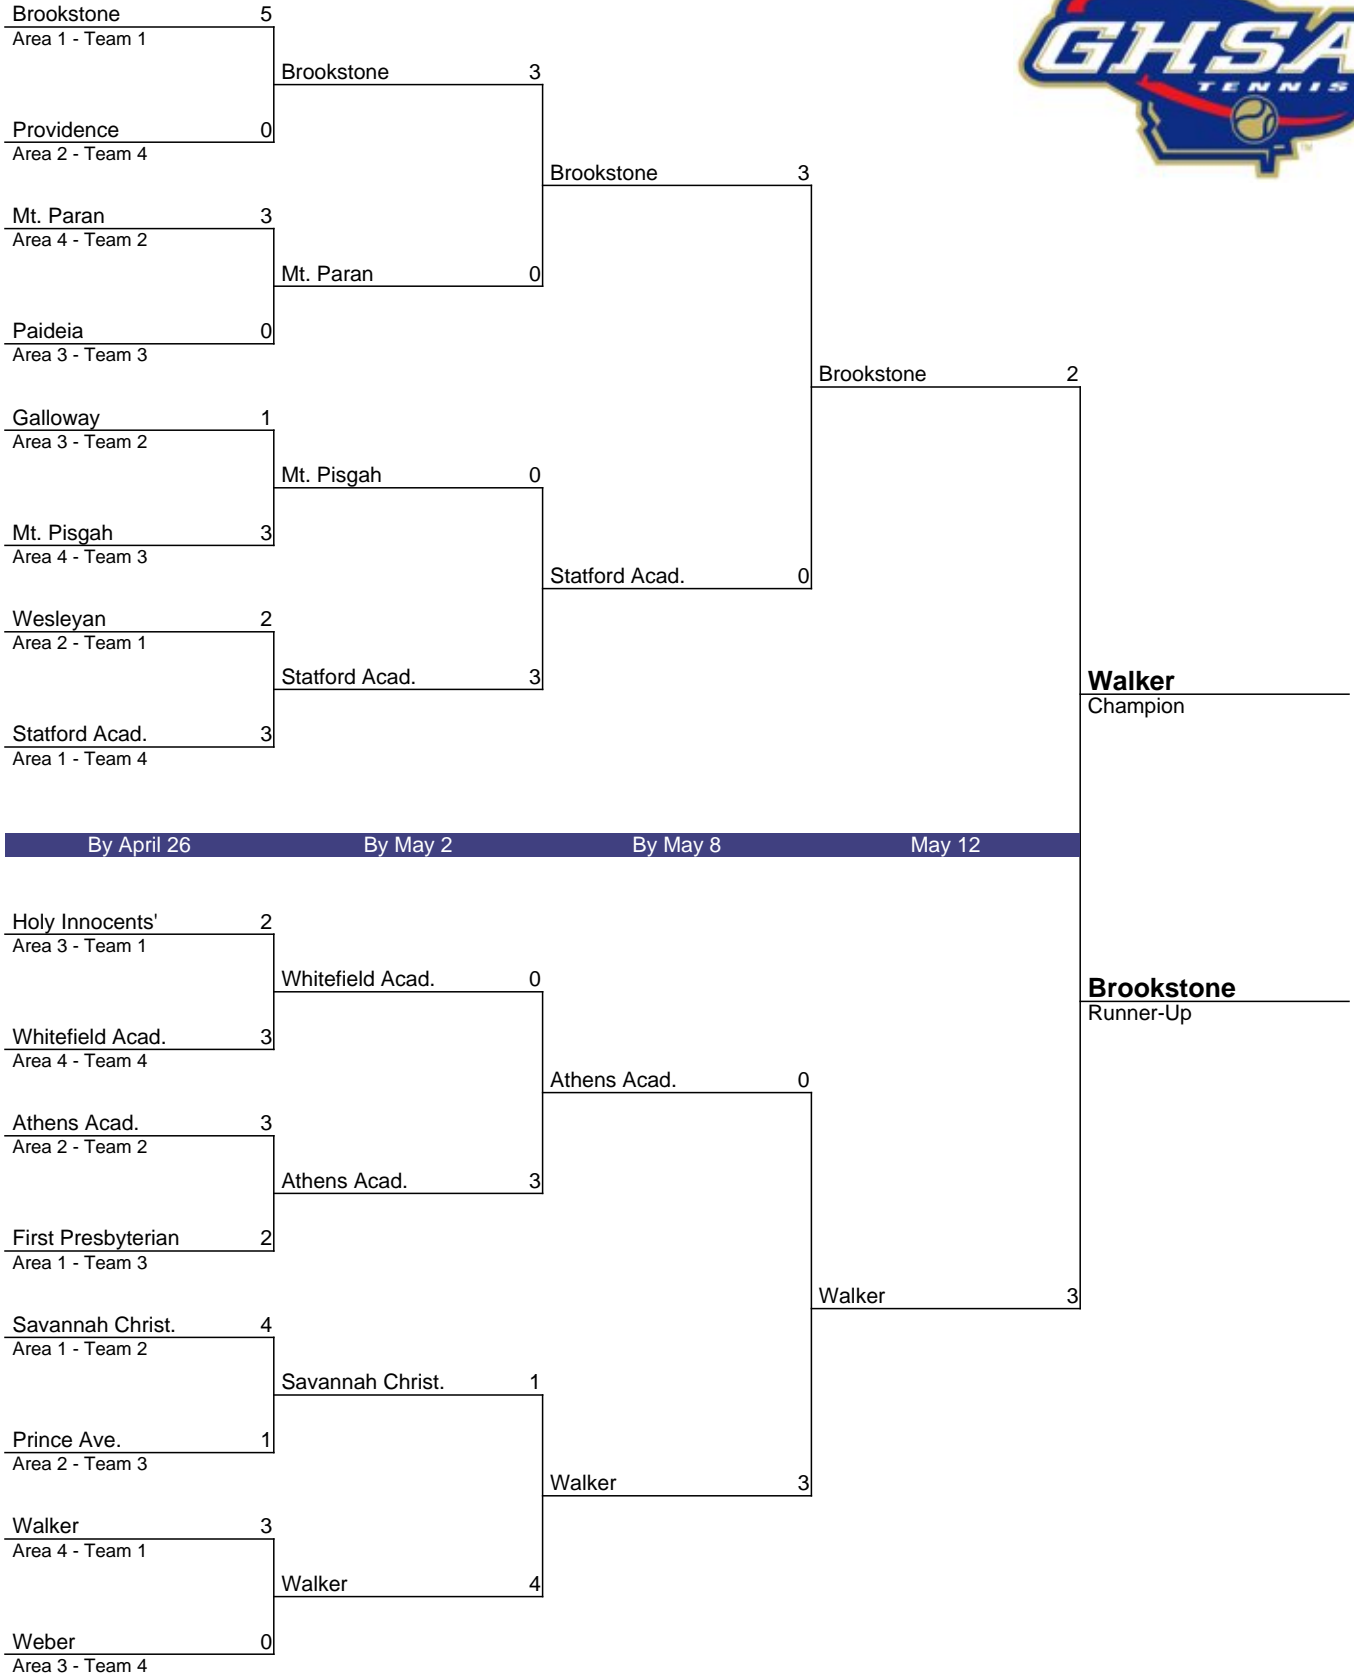 GHSA
TENNIS
TM
Brookstone 5
Area 1 - Team 1
Brookstone 3
Providence 0
Area 2 - Team 4
Brookstone 3
Mt. Paran 3
Area 4 - Team 2
Mt. Paran 0
Paideia 0
Area 3 - Team 3
Brookstone 2
Galloway 1
Area 3 - Team 2
Mt. Pisgah 0
Mt. Pisgah 3
Area 4 - Team 3
Statford Acad. 0
Wesleyan 2
Area 2 - Team 1
Statford Acad. 3
Walker
Champion
Statford Acad. 3
Area 1 - Team 4
By April 26 By May 2 By May 8 May 12
Holy Innocents' 2
Area 3 - Team 1
Whitefield Acad. 0
Brookstone
Runner-Up
Whitefield Acad. 3
Area 4 - Team 4
Athens Acad. 0
Athens Acad. 3
Area 2 - Team 2
Athens Acad. 3
First Presbyterian 2
Area 1 - Team 3
Walker 3
Savannah Christ. 4
Area 1 - Team 2
Savannah Christ. 1
Prince Ave. 1
Area 2 - Team 3
Walker 3
Walker 3
Area 4 - Team 1
Walker 4
Weber 0
Area 3 - Team 4